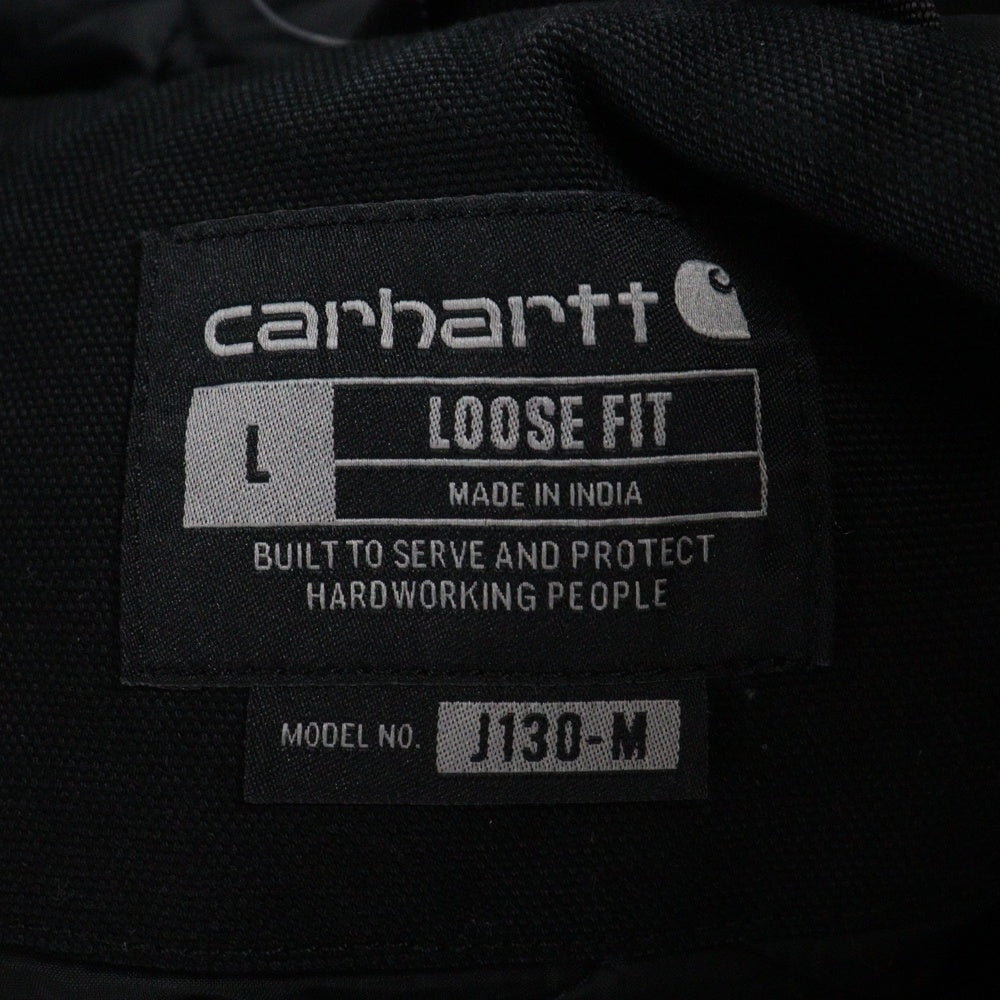 carhartt
L
LOOSE FIT
MADE IN INDIA
BUILT TO SERVE AND PROTECT
HARDWORKING PEOPLE
MODEL NO. J130-M